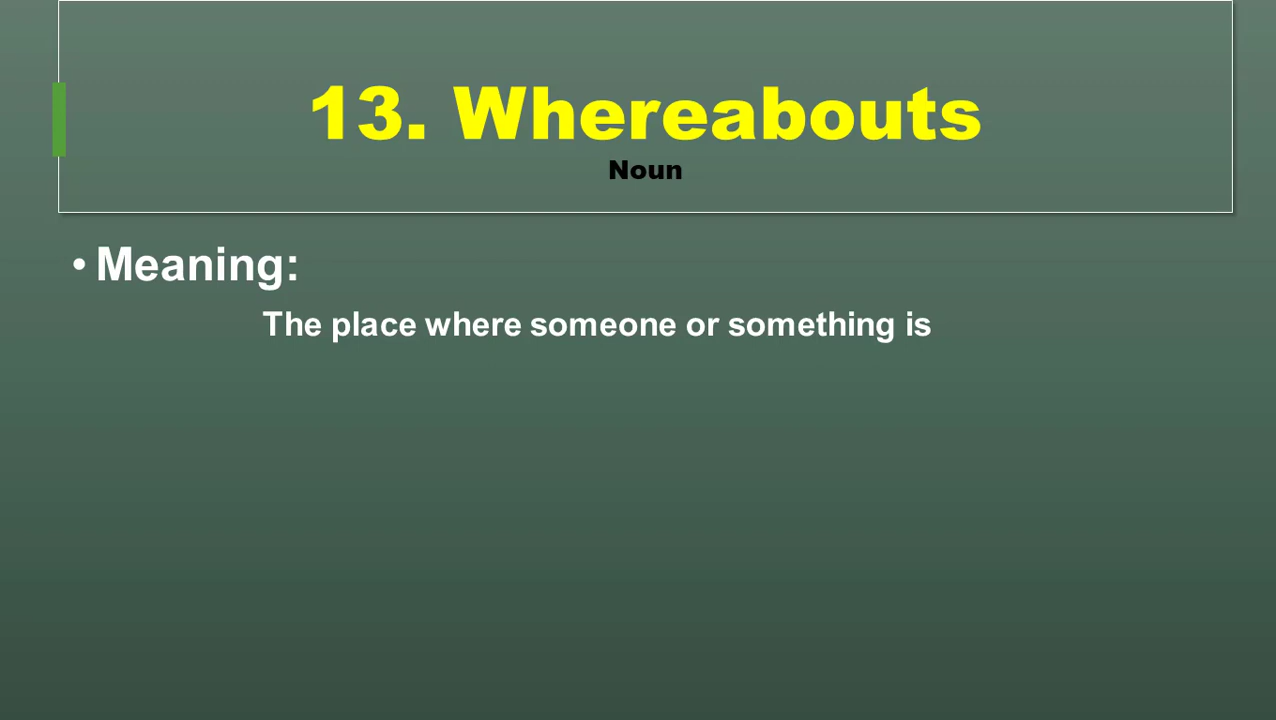 13. Whereabouts
Noun
• Meaning:
The place where someone or something is